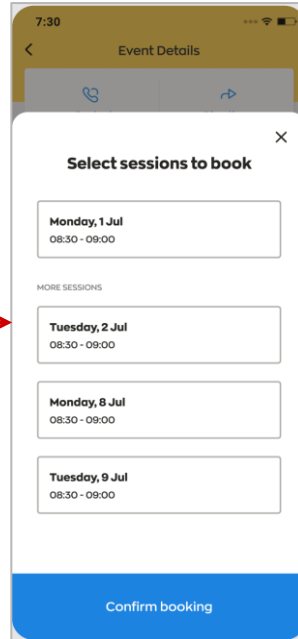 7:30
Event Details
Select sessions to book
Monday, 1 Jul
08:30 - 09:00
MORE SESSIONS
Tuesday, 2 Jul
08:30 - 09:00
Monday, 8 Jul
08:30 - 09:00
Tuesday, 9 Jul
08:30 - 09:00
Confirm booking